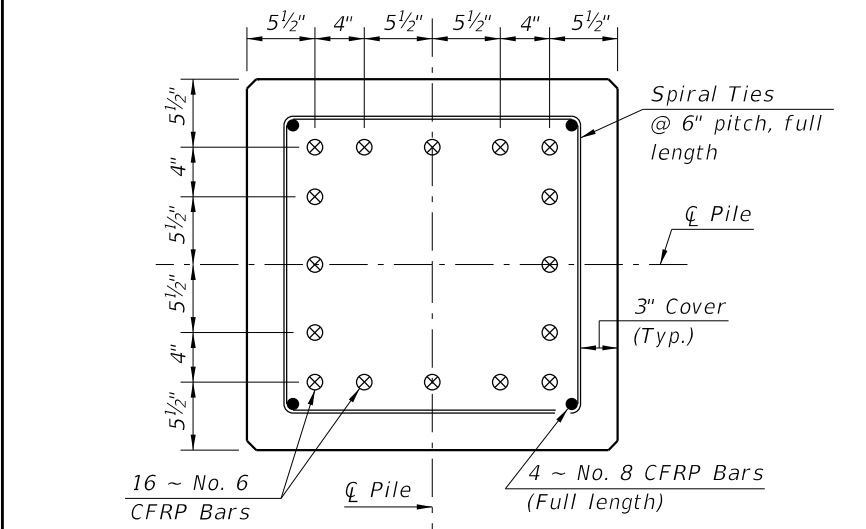 5½" 4" 5½" 5½" 4" 5½"
Spiral Ties
@ 6" pitch, full
length
5½"
4"
5½"
5½"
4"
5½"
℄ Pile
3" Cover
(Typ.)
16 ~ No. 6
CFRP Bars
℄ Pile
4 ~ No. 8 CFRP Bars
(Full length)